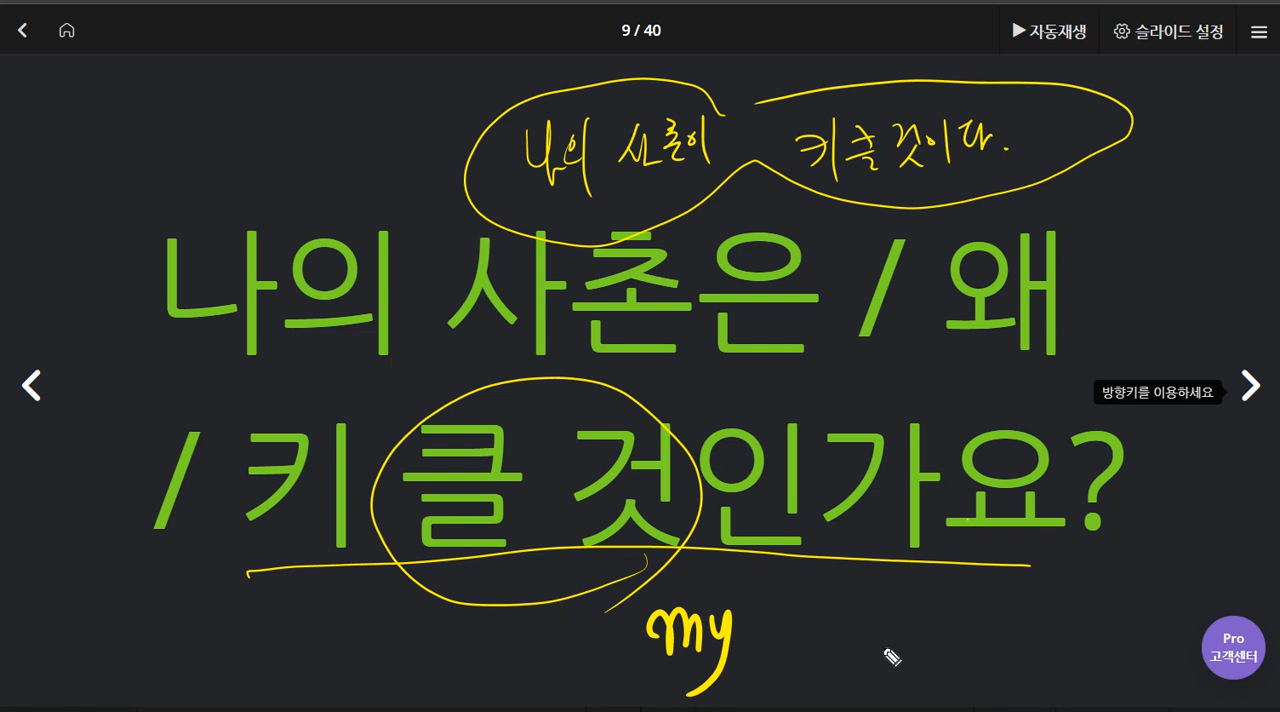 9 / 40
▶ 자동재생
슬라이드 설정
나의 사촌이 키클 것이다.
나의 사촌은 / 왜
/ 키 클 것인가요?
방향키를 이용하세요
my
Pro
고객센터